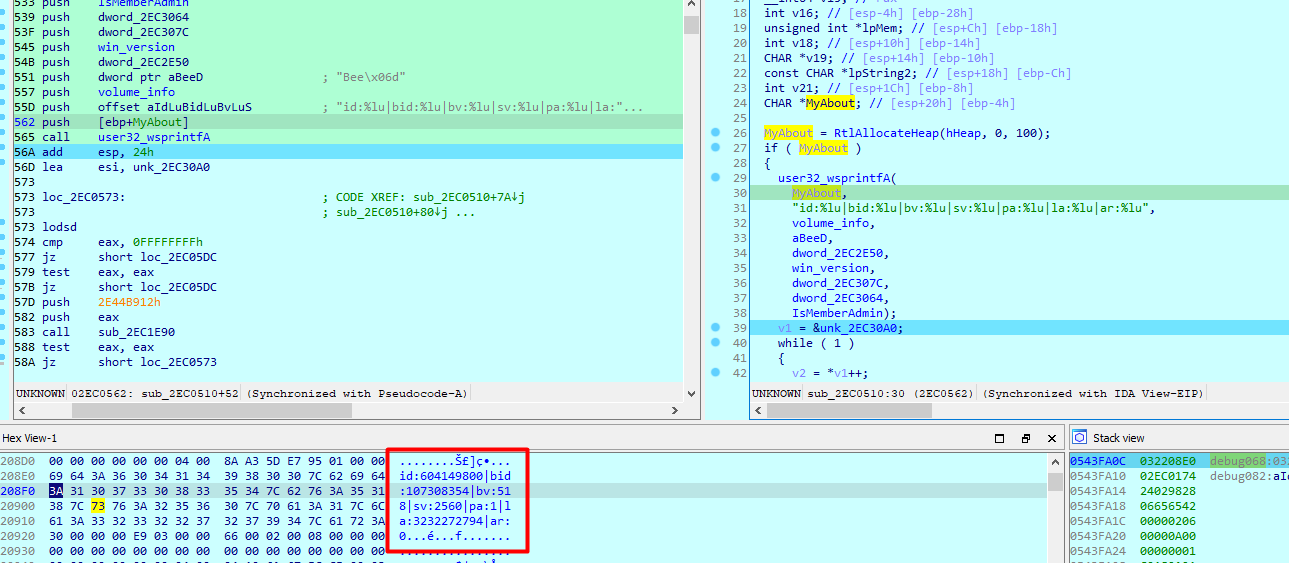 533 push IsMemberAdmin
539 push dword_2EC3064
53F push dword_2EC307C
545 push win_version
54B push dword_2EC2E50
551 push dword ptr aBeeD ; "Bee\x06d"
557 push volume_info
55D push offset aIdLuBidLuBvLuS ; "id:%lu|bid:%lu|bv:%lu|sv:%lu|pa:%lu|la:"...
562 push [ebp+MyAbout]
565 call user32_wsprintfA
56A add esp, 24h
56D lea esi, unk_2EC30A0
573
573 loc_2EC0573: ; CODE XREF: sub_2EC0510+7A↓j
573 ; sub_2EC0510+80↓j ...
573 lodsd
574 cmp eax, 0FFFFFFFFh
577 jz short loc_2EC05DC
579 test eax, eax
57B jz short loc_2EC05DC
57D push 2E44B912h
582 push eax
583 call sub_2EC1E90
588 test eax, eax
58A jz short loc_2EC0573
UNKNOWN 02EC0562: sub_2EC0510+52 (Synchronized with Pseudocode-A)
18 int v16; // [esp-4h] [ebp-28h]
19 unsigned int *lpMem; // [esp+Ch] [ebp-18h]
20 int v18; // [esp+10h] [ebp-14h]
21 CHAR *v19; // [esp+14h] [ebp-10h]
22 const CHAR *lpString2; // [esp+18h] [ebp-Ch]
23 int v21; // [esp+1Ch] [ebp-8h]
24 CHAR *MyAbout; // [esp+20h] [ebp-4h]
25
26 MyAbout = RtlAllocateHeap(hHeap, 0, 100);
27 if ( MyAbout )
28 {
29 user32_wsprintfA(
30 MyAbout,
31 "id:%lu|bid:%lu|bv:%lu|sv:%lu|pa:%lu|la:%lu|ar:%lu",
32 volume_info,
33 aBeeD,
34 dword_2EC2E50,
35 win_version,
36 dword_2EC307C,
37 dword_2EC3064,
38 IsMemberAdmin);
39 v1 = &unk_2EC30A0;
40 while ( 1 )
41 {
42 v2 = *v1++;
UNKNOWN sub_2EC0510:30 (2EC0562) (Synchronized with IDA View-EIP)
Hex View-1
208D0 00 00 00 00 00 00 04 00 8A A3 5D E7 95 01 00 00 ........Š£]ç•...
208E0 69 64 3A 36 30 34 31 34 39 38 30 30 7C 62 69 64 id:604149800|bid
208F0 3A 31 30 37 33 30 38 33 35 34 7C 62 76 3A 35 31 :107308354|bv:51
20900 38 7C 73 76 3A 32 35 36 30 7C 70 61 3A 31 7C 6C 8|sv:2560|pa:1|l
20910 61 3A 33 32 33 32 32 37 32 37 39 34 7C 61 72 3A a:3232272794|ar:
20920 30 00 00 00 E9 03 00 00 66 00 02 00 08 00 00 00 0...é...f.......
20930 00 00 00 00 00 00 00 00 00 00 00 00 00 00 00 00 ................
Stack view
0543FA0C 032208E0 debug068:03
0543FA10 02EC0174 debug082:aId
0543FA14 24029828
0543FA18 06656542
0543FA1C 00000206
0543FA20 00000A00
0543FA24 00000001